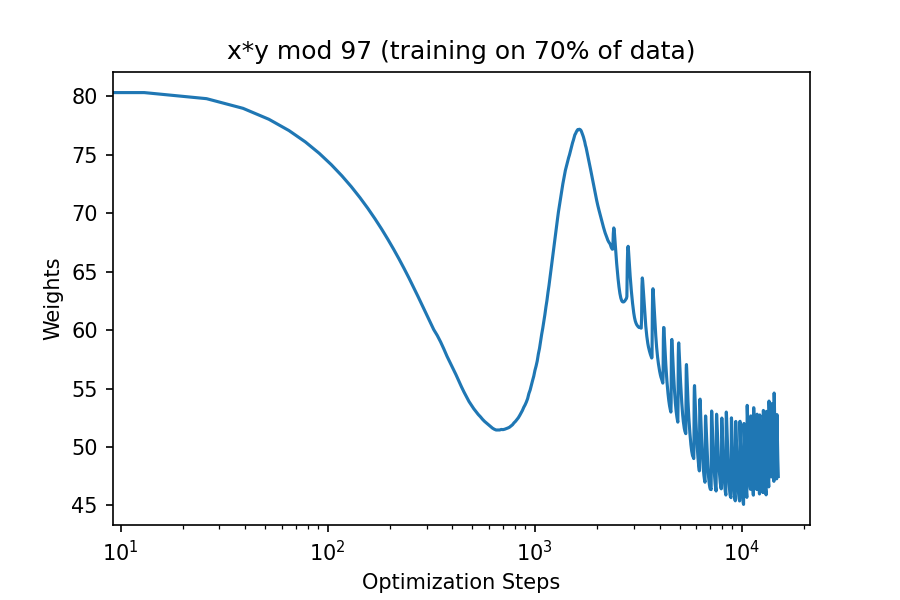 x*y mod 97 (training on 70% of data)
80
75
70
65
60
55
50
45
Weights
10¹ 10² 10³ 10⁴
Optimization Steps